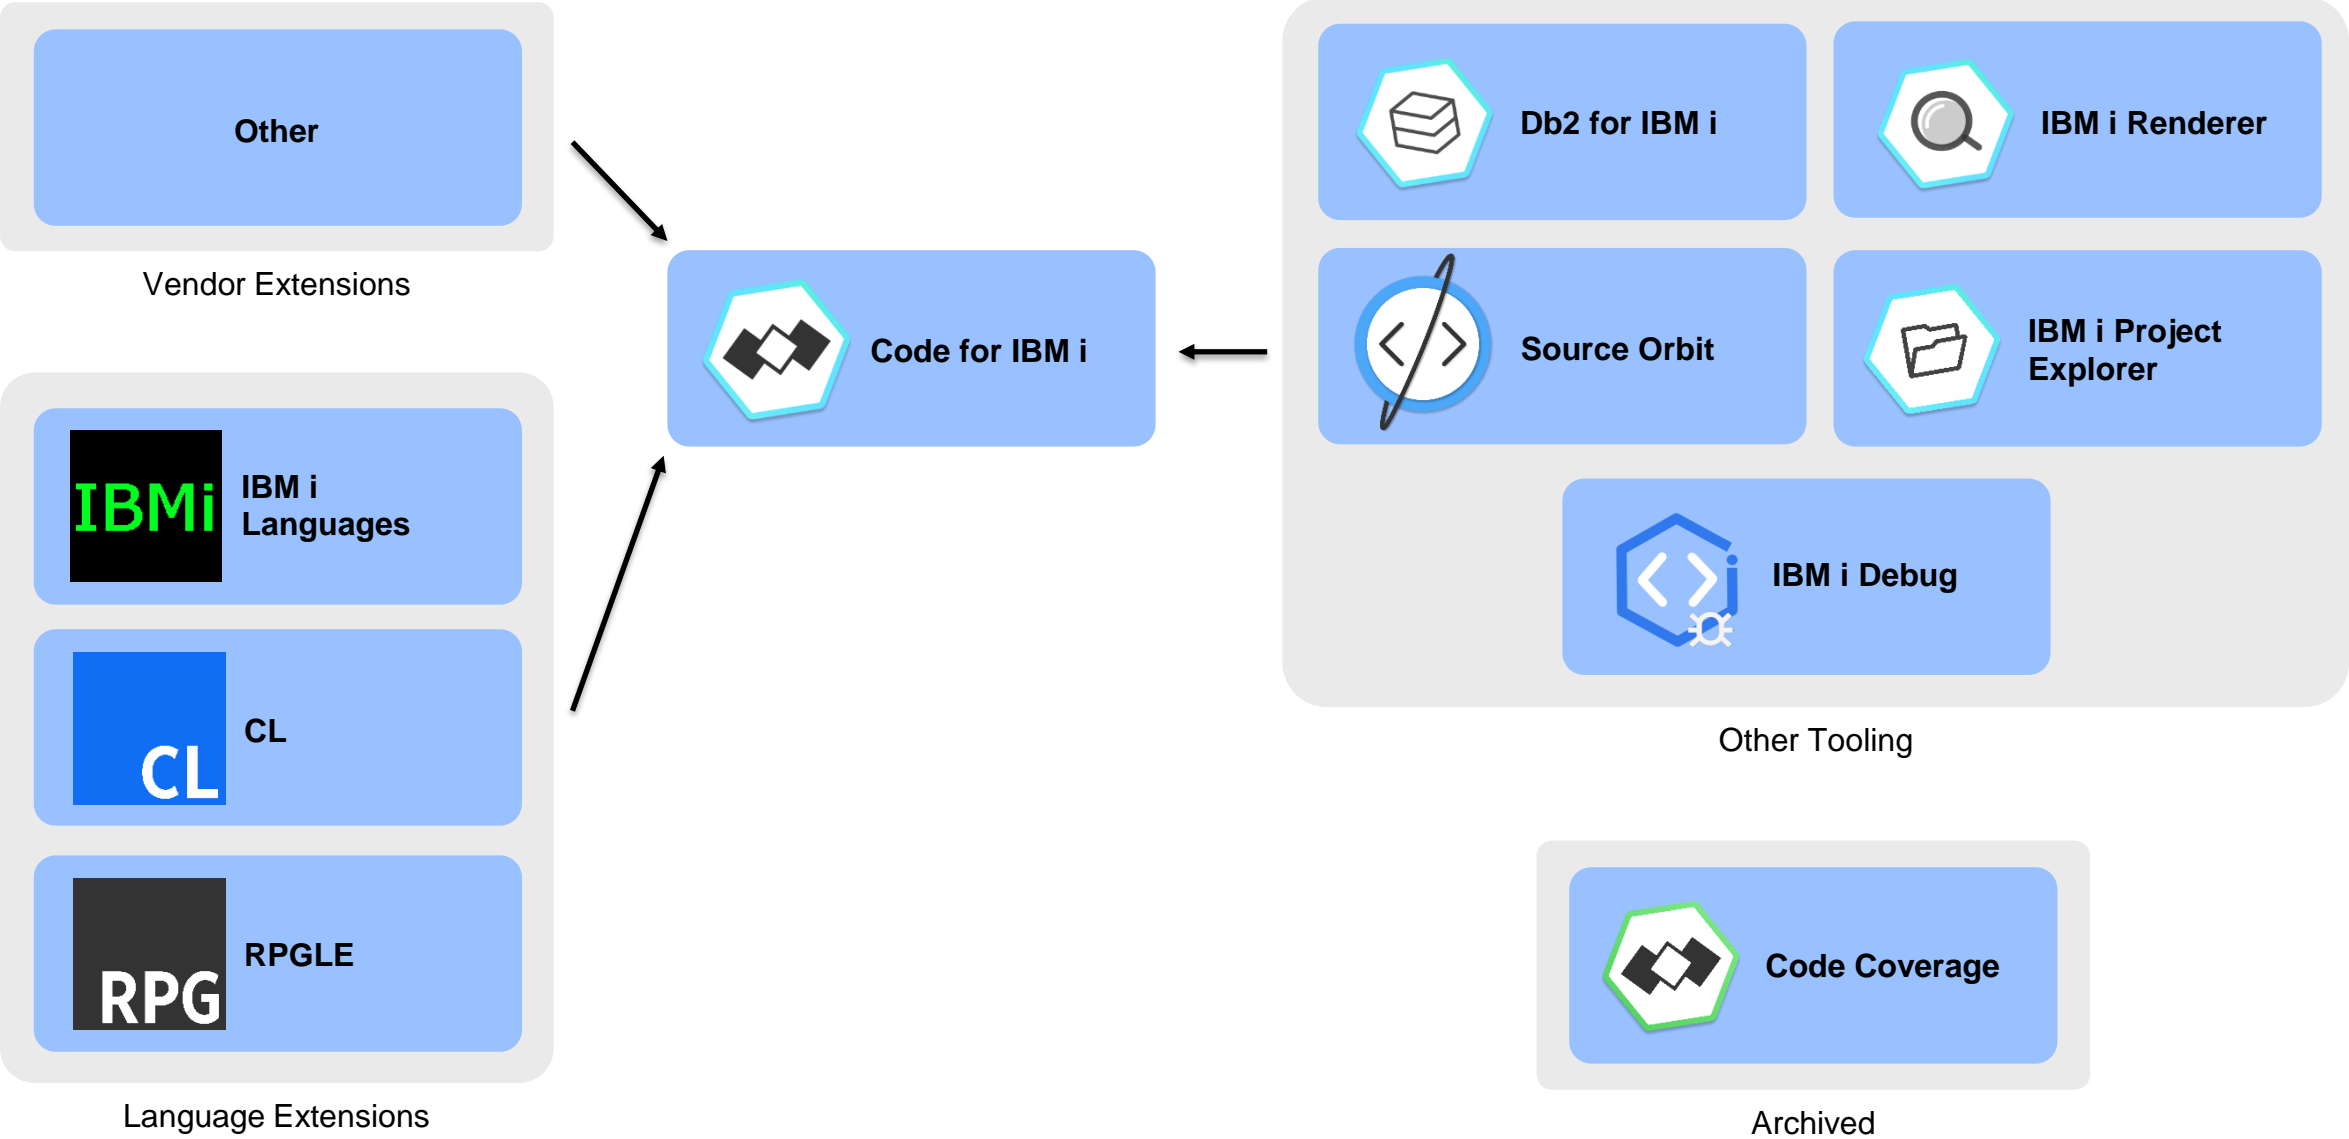 Other
Vendor Extensions
IBMi
IBM i
Languages
CL
CL
RPG
RPGLE
Language Extensions
Code for IBM i
Db2 for IBM i
IBM i Renderer
Source Orbit
IBM i Project
Explorer
IBM i Debug
Other Tooling
Code Coverage
Archived